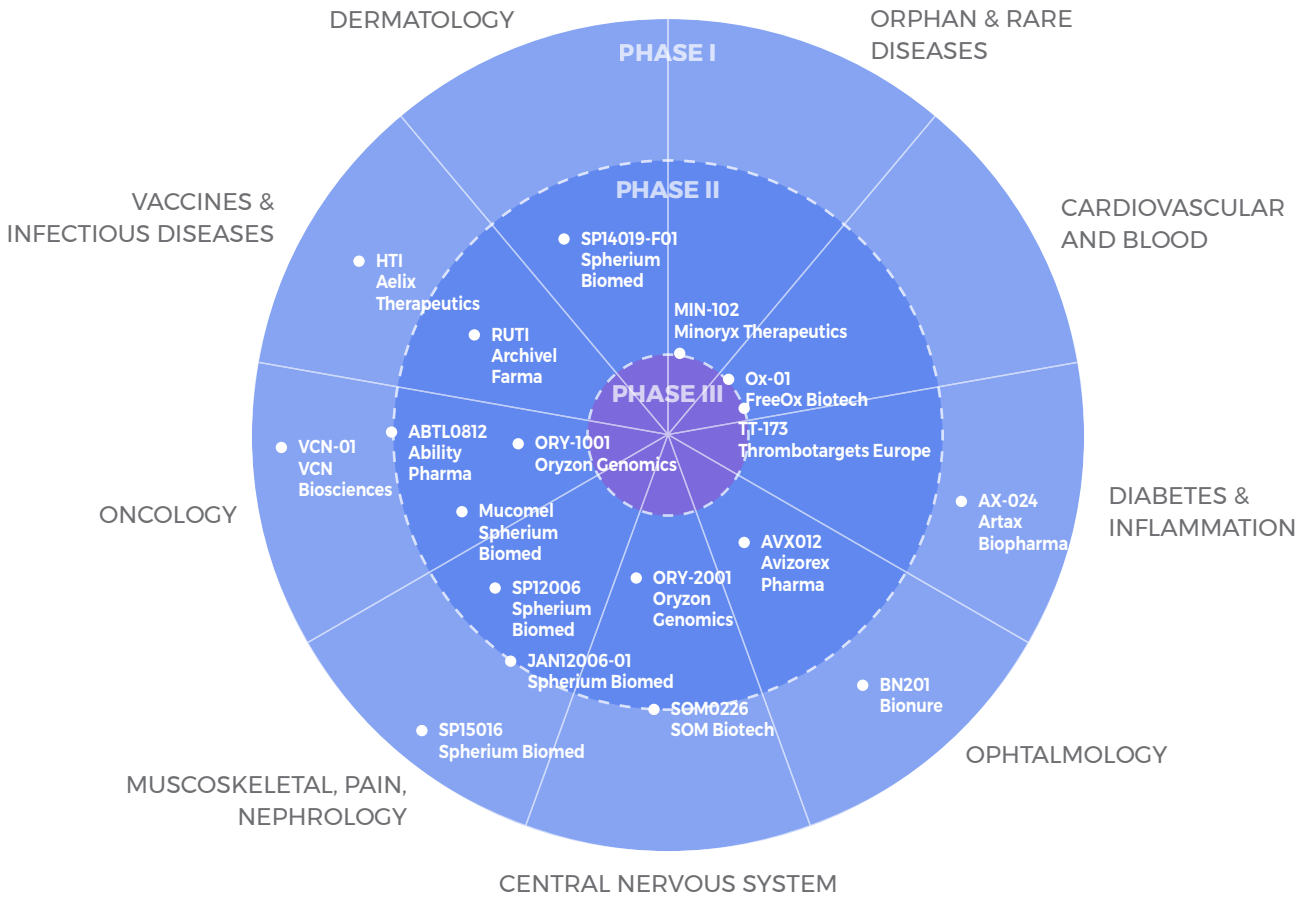 DERMATOLOGY
ORPHAN & RARE
DISEASES
PHASE I
VACCINES &
INFECTIOUS DISEASES
CARDIOVASCULAR
AND BLOOD
PHASE II
SP14019-F01
Spherium
Biomed
HTI
Aelix
Therapeutics
MIN-102
Minoryx Therapeutics
RUTI
Archivel
Farma
PHASE III
Ox-01
FreeOx Biotech
TT-173
Thrombotargets Europe
VCN-01
VCN
Biosciences
ABTL0812
Ability
Pharma
ORY-1001
Oryzon Genomics
ONCOLOGY
Mucomel
Spherium
Biomed
AX-024
Artax
Biopharma
DIABETES &
INFLAMMATION
AVX012
Avizorex
Pharma
SP12006
Spherium
Biomed
ORY-2001
Oryzon
Genomics
JAN12006-01
Spherium Biomed
BN201
Bionure
SOM0226
SOM Biotech
SP15016
Spherium Biomed
OPHTALMOLOGY
MUSCOSKELETAL, PAIN,
NEPHROLOGY
CENTRAL NERVOUS SYSTEM